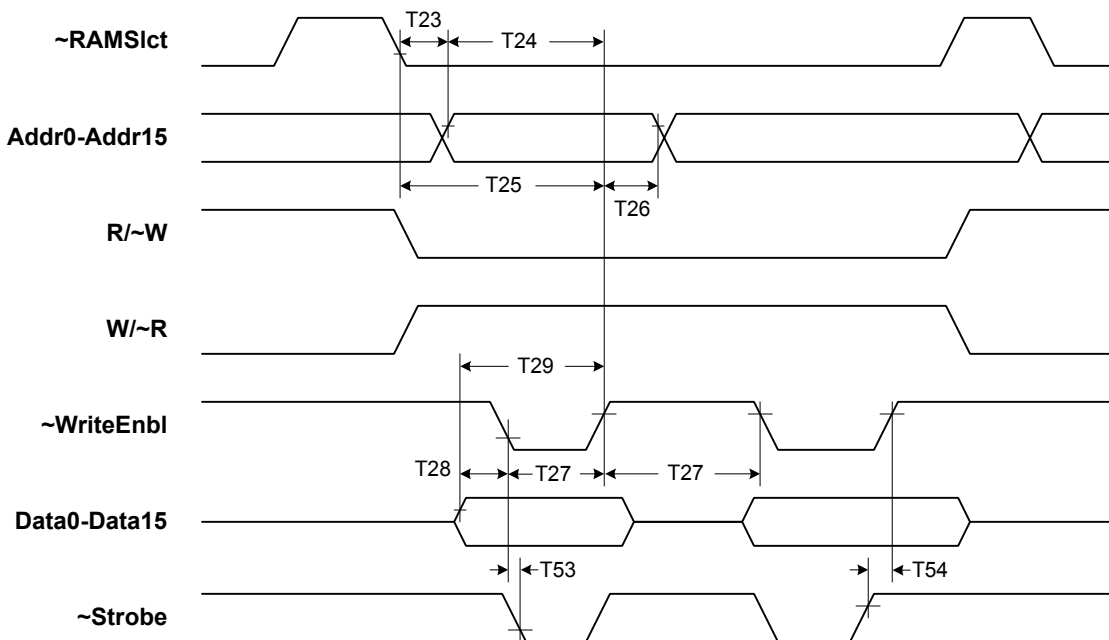 T23
~RAMSlct
T24
Addr0-Addr15
T25
T26
R/~W
W/~R
T29
~WriteEnbl
T28
T27
T27
Data0-Data15
T53
T54
~Strobe